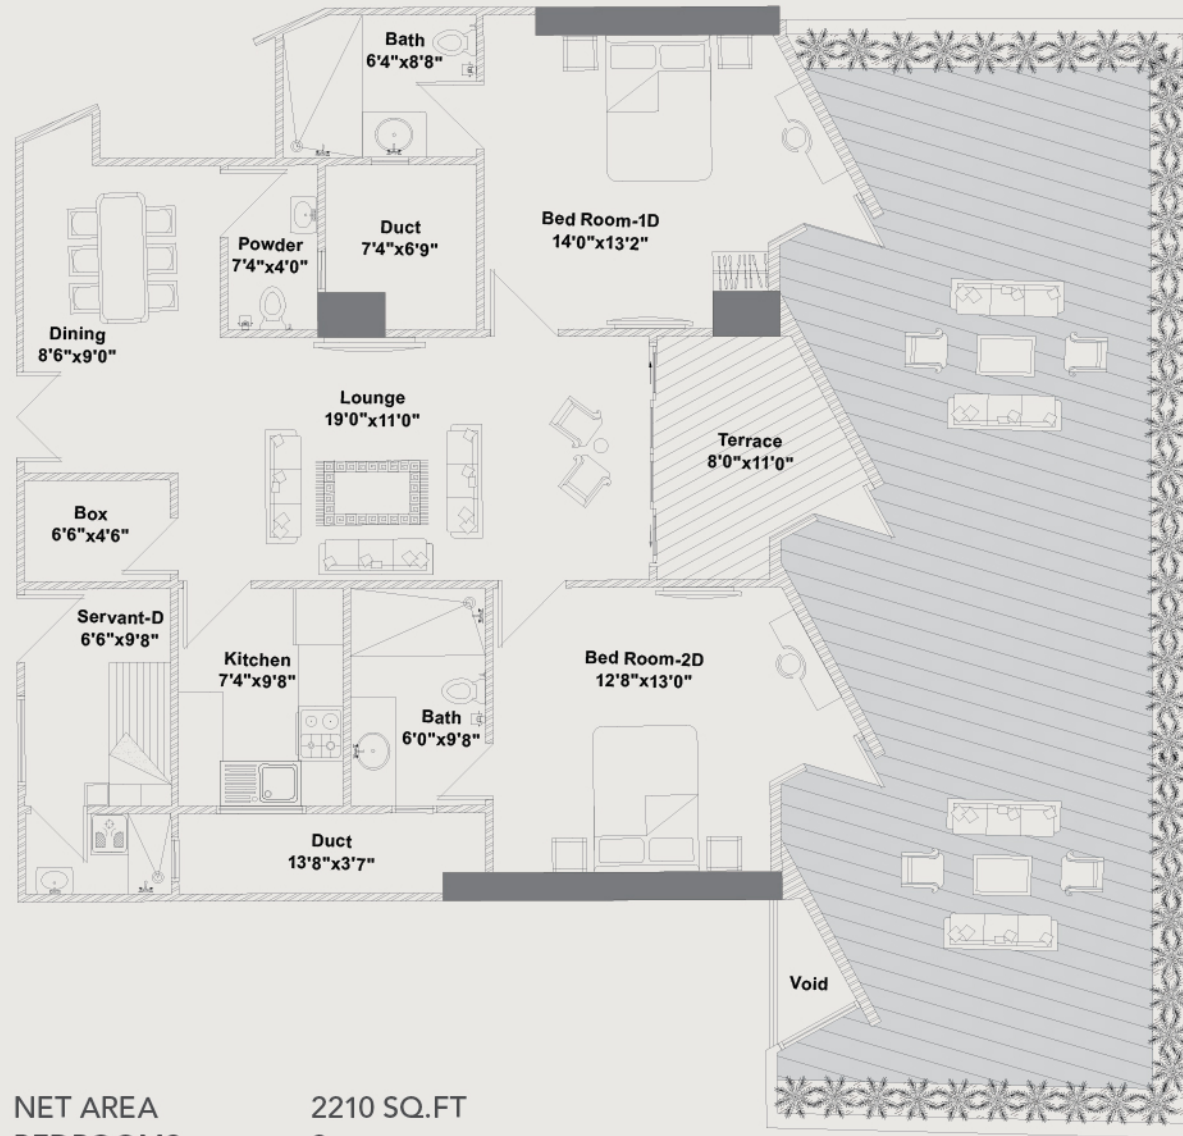 Bath
6'4"x8'8"
Bed Room-1D
14'0"x13'2"
Duct
7'4"x6'9"
Powder
7'4"x4'0"
Dining
8'6"x9'0"
Lounge
19'0"x11'0"
Terrace
8'0"x11'0"
Box
6'6"x4'6"
Servant-D
6'6"x9'8"
Kitchen
7'4"x9'8"
Bed Room-2D
12'8"x13'0"
Bath
6'0"x9'8"
Duct
13'8"x3'7"
Void
NET AREA 2210 SQ.FT